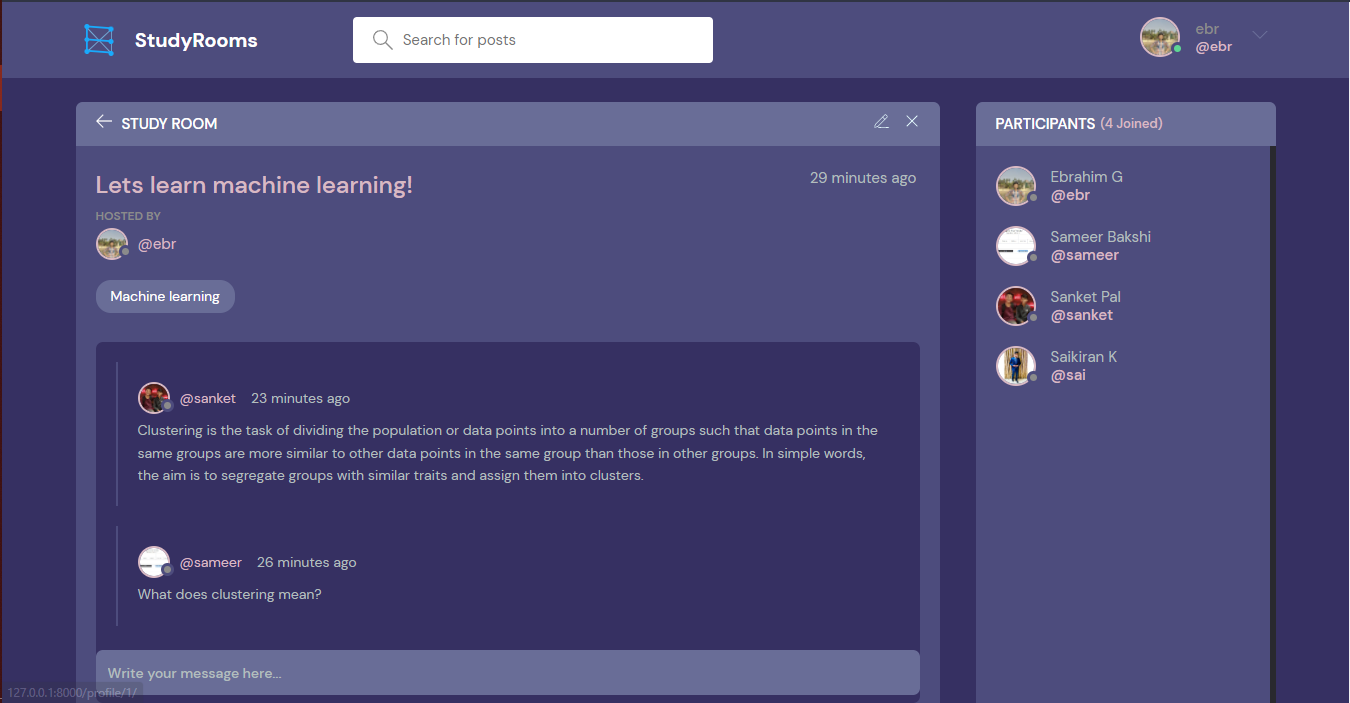 StudyRooms
Search for posts
ebr
@ebr
STUDY ROOM
Lets learn machine learning!
29 minutes ago
HOSTED BY
@ebr
Machine learning
@sanket 23 minutes ago
Clustering is the task of dividing the population or data points into a number of groups such that data points in the
same groups are more similar to other data points in the same group than those in other groups. In simple words,
the aim is to segregate groups with similar traits and assign them into clusters.
@sameer 26 minutes ago
What does clustering mean?
Write your message here...
127.0.0.1:8000/profile/1/
PARTICIPANTS (4 Joined)
Ebrahim G
@ebr
Sameer Bakshi
@sameer
Sanket Pal
@sanket
Saikiran K
@sai